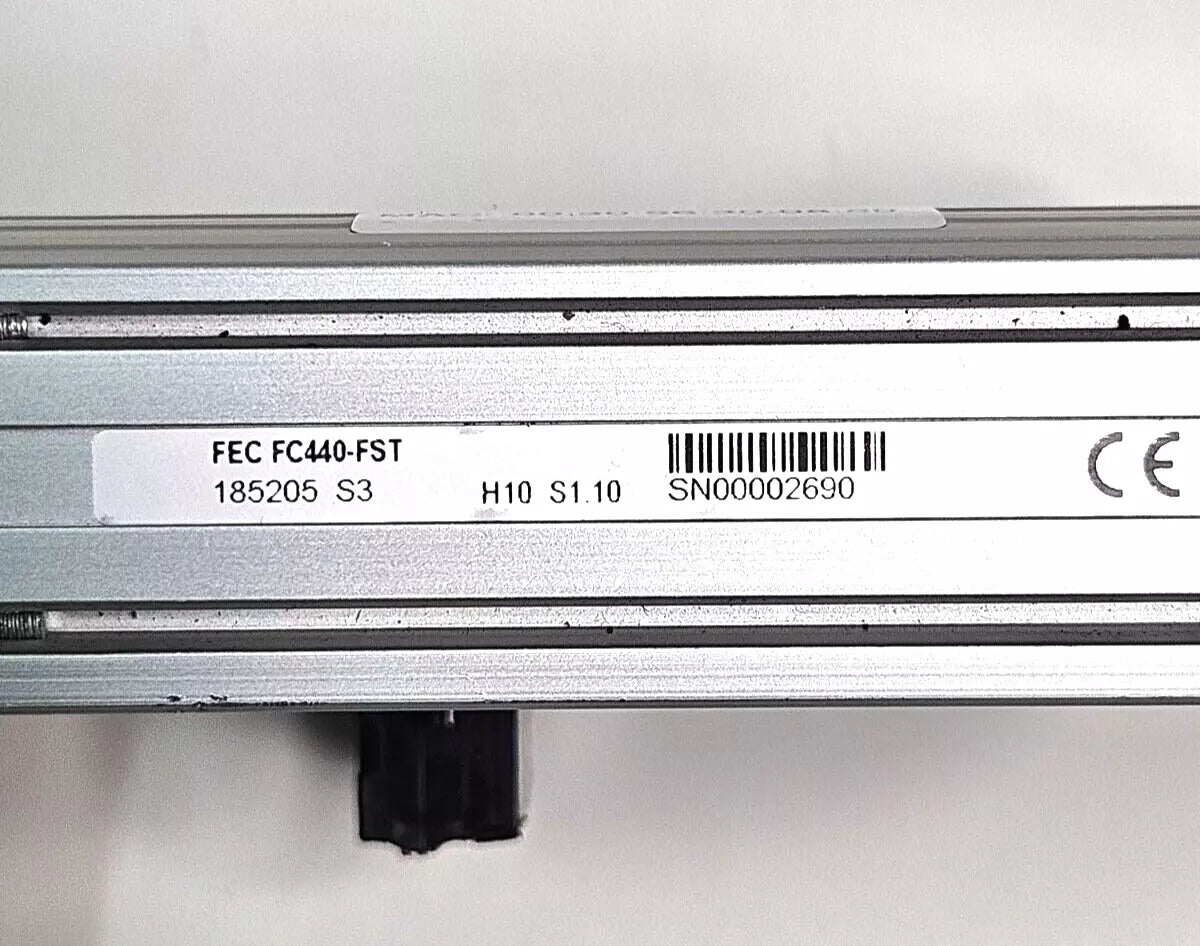 FEC FC440-FST
185205 S3
H10 S1.10
SN00002690
CE